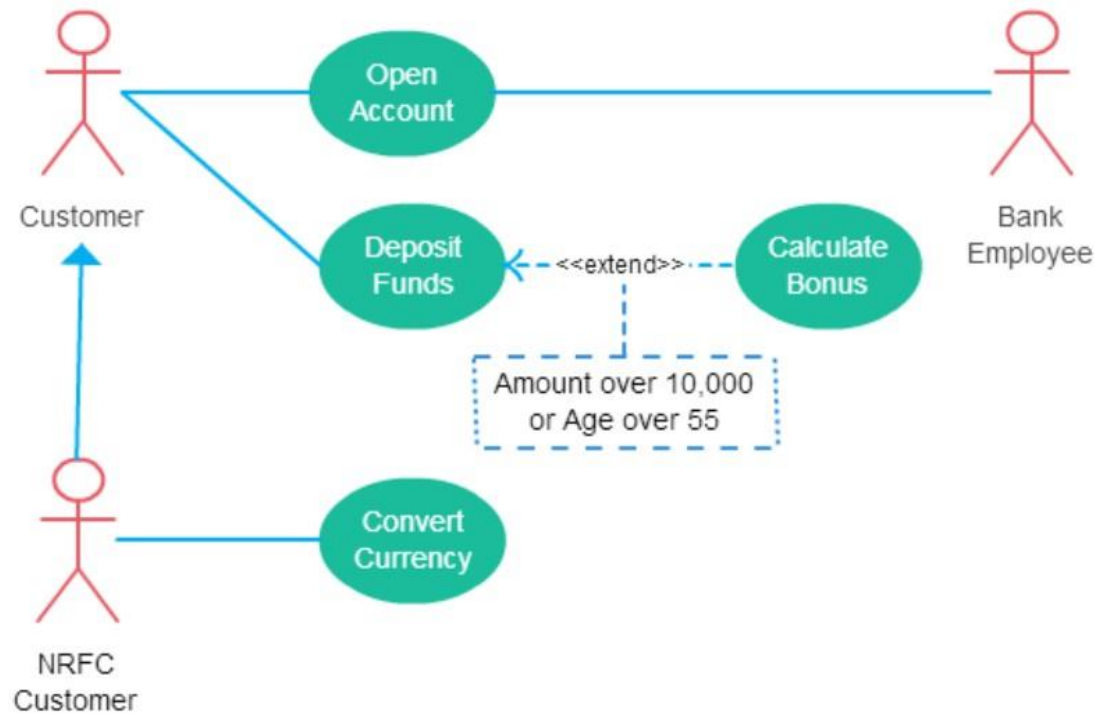 Open
Account
Customer
Bank
Employee
Deposit
Funds
<<extend>>
Calculate
Bonus
Amount over 10,000
or Age over 55
Convert
Currency
NRFC
Customer